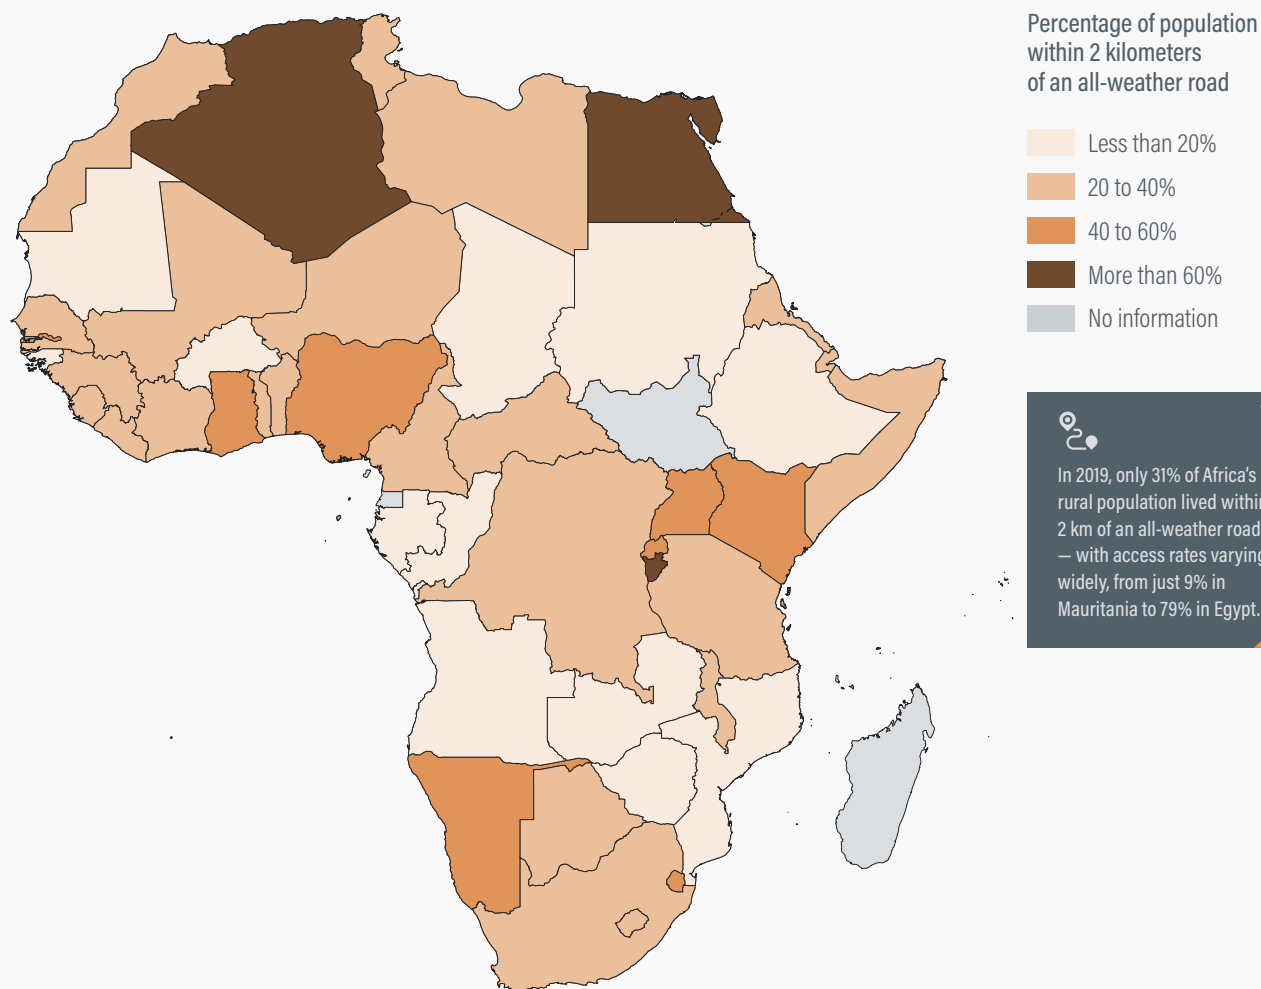 Percentage of population
within 2 kilometers
of an all-weather road
Less than 20%
20 to 40%
40 to 60%
More than 60%
No information
In 2019, only 31% of Africa's
rural population lived within
2 km of an all-weather road
— with access rates varying
widely, from just 9% in
Mauritania to 79% in Egypt.